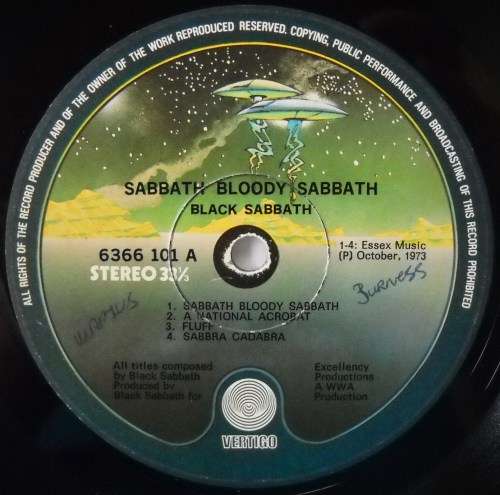 ALL RIGHTS OF THE RECORD PRODUCER AND OF THE OWNER OF THE WORK REPRODUCED RESERVED. COPYING, PUBLIC PERFORMANCE AND BROADCASTING OF THIS RECORD PROHIBITED
SABBATH BLOODY SABBATH
BLACK SABBATH
6366 101 A
STEREO 33⅓
1-4: Essex Music
(P) October, 1973
Burness
1. SABBATH BLOODY SABBATH
2. A NATIONAL ACROBAT
3. FLUFF
4. SABBRA CADABRA
All titles composed
by Black Sabbath
Produced by
Black Sabbath for
Excellency
Productions
A WWA
Production
VERTIGO